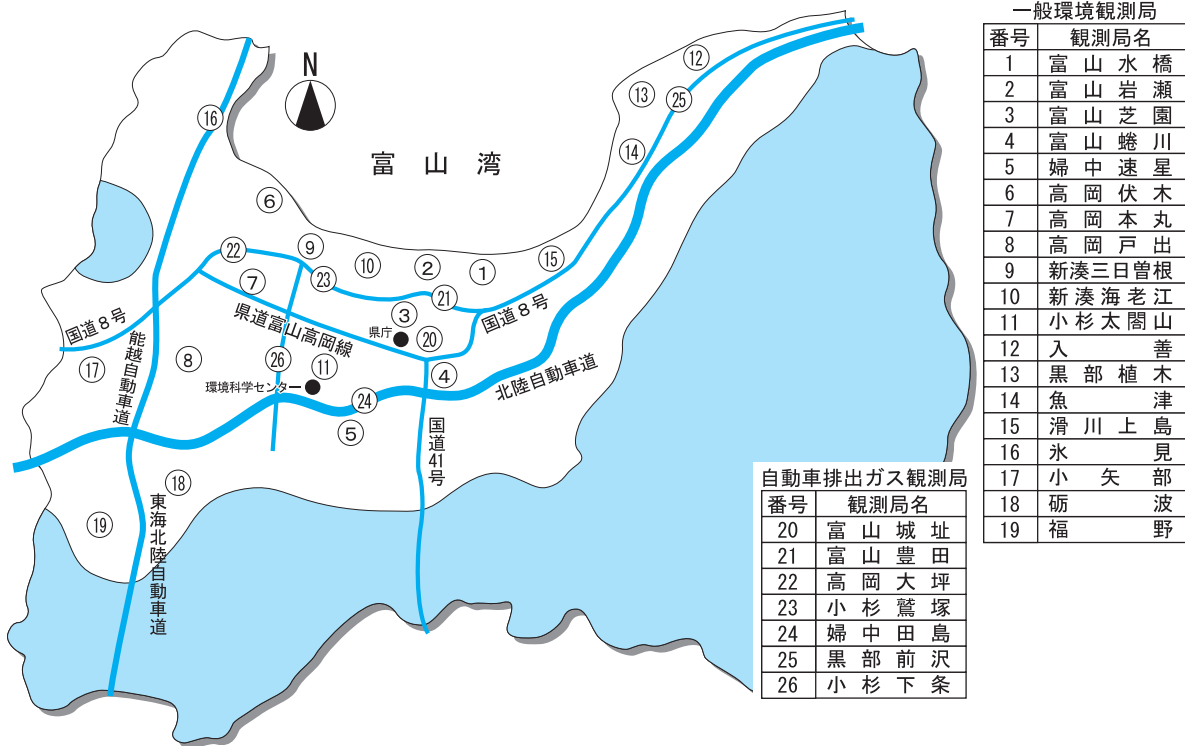 一般環境観測局
番号 観測局名
1 富山水橋
2 富山岩瀬
3 富山芝園
4 富山蜷川
5 婦中速星
6 高岡伏木
7 高岡本丸
8 高岡戸出
9 新湊三日曽根
10 新湊海老江
11 小杉太閤山
12 入善
13 黒部植木
14 魚津
15 滑川上島
16 氷見
17 小矢部
18 砺波
19 福野
自動車排出ガス観測局
番号 観測局名
20 富山城址
21 富山豊田
22 高岡大坪
23 小杉鷲塚
24 婦中田島
25 黒部前沢
26 小杉下条
N
富山湾
12
13
25
16
14
6
22
9
10
2
1
15
7
23
21
3
国道8号
県道富山高岡線
県庁
20
国道8号
17
能越自動車道
8
26
11
4
環境科学センター
北陸自動車道
24
5
国道41号
18
19
東海北陸自動車道